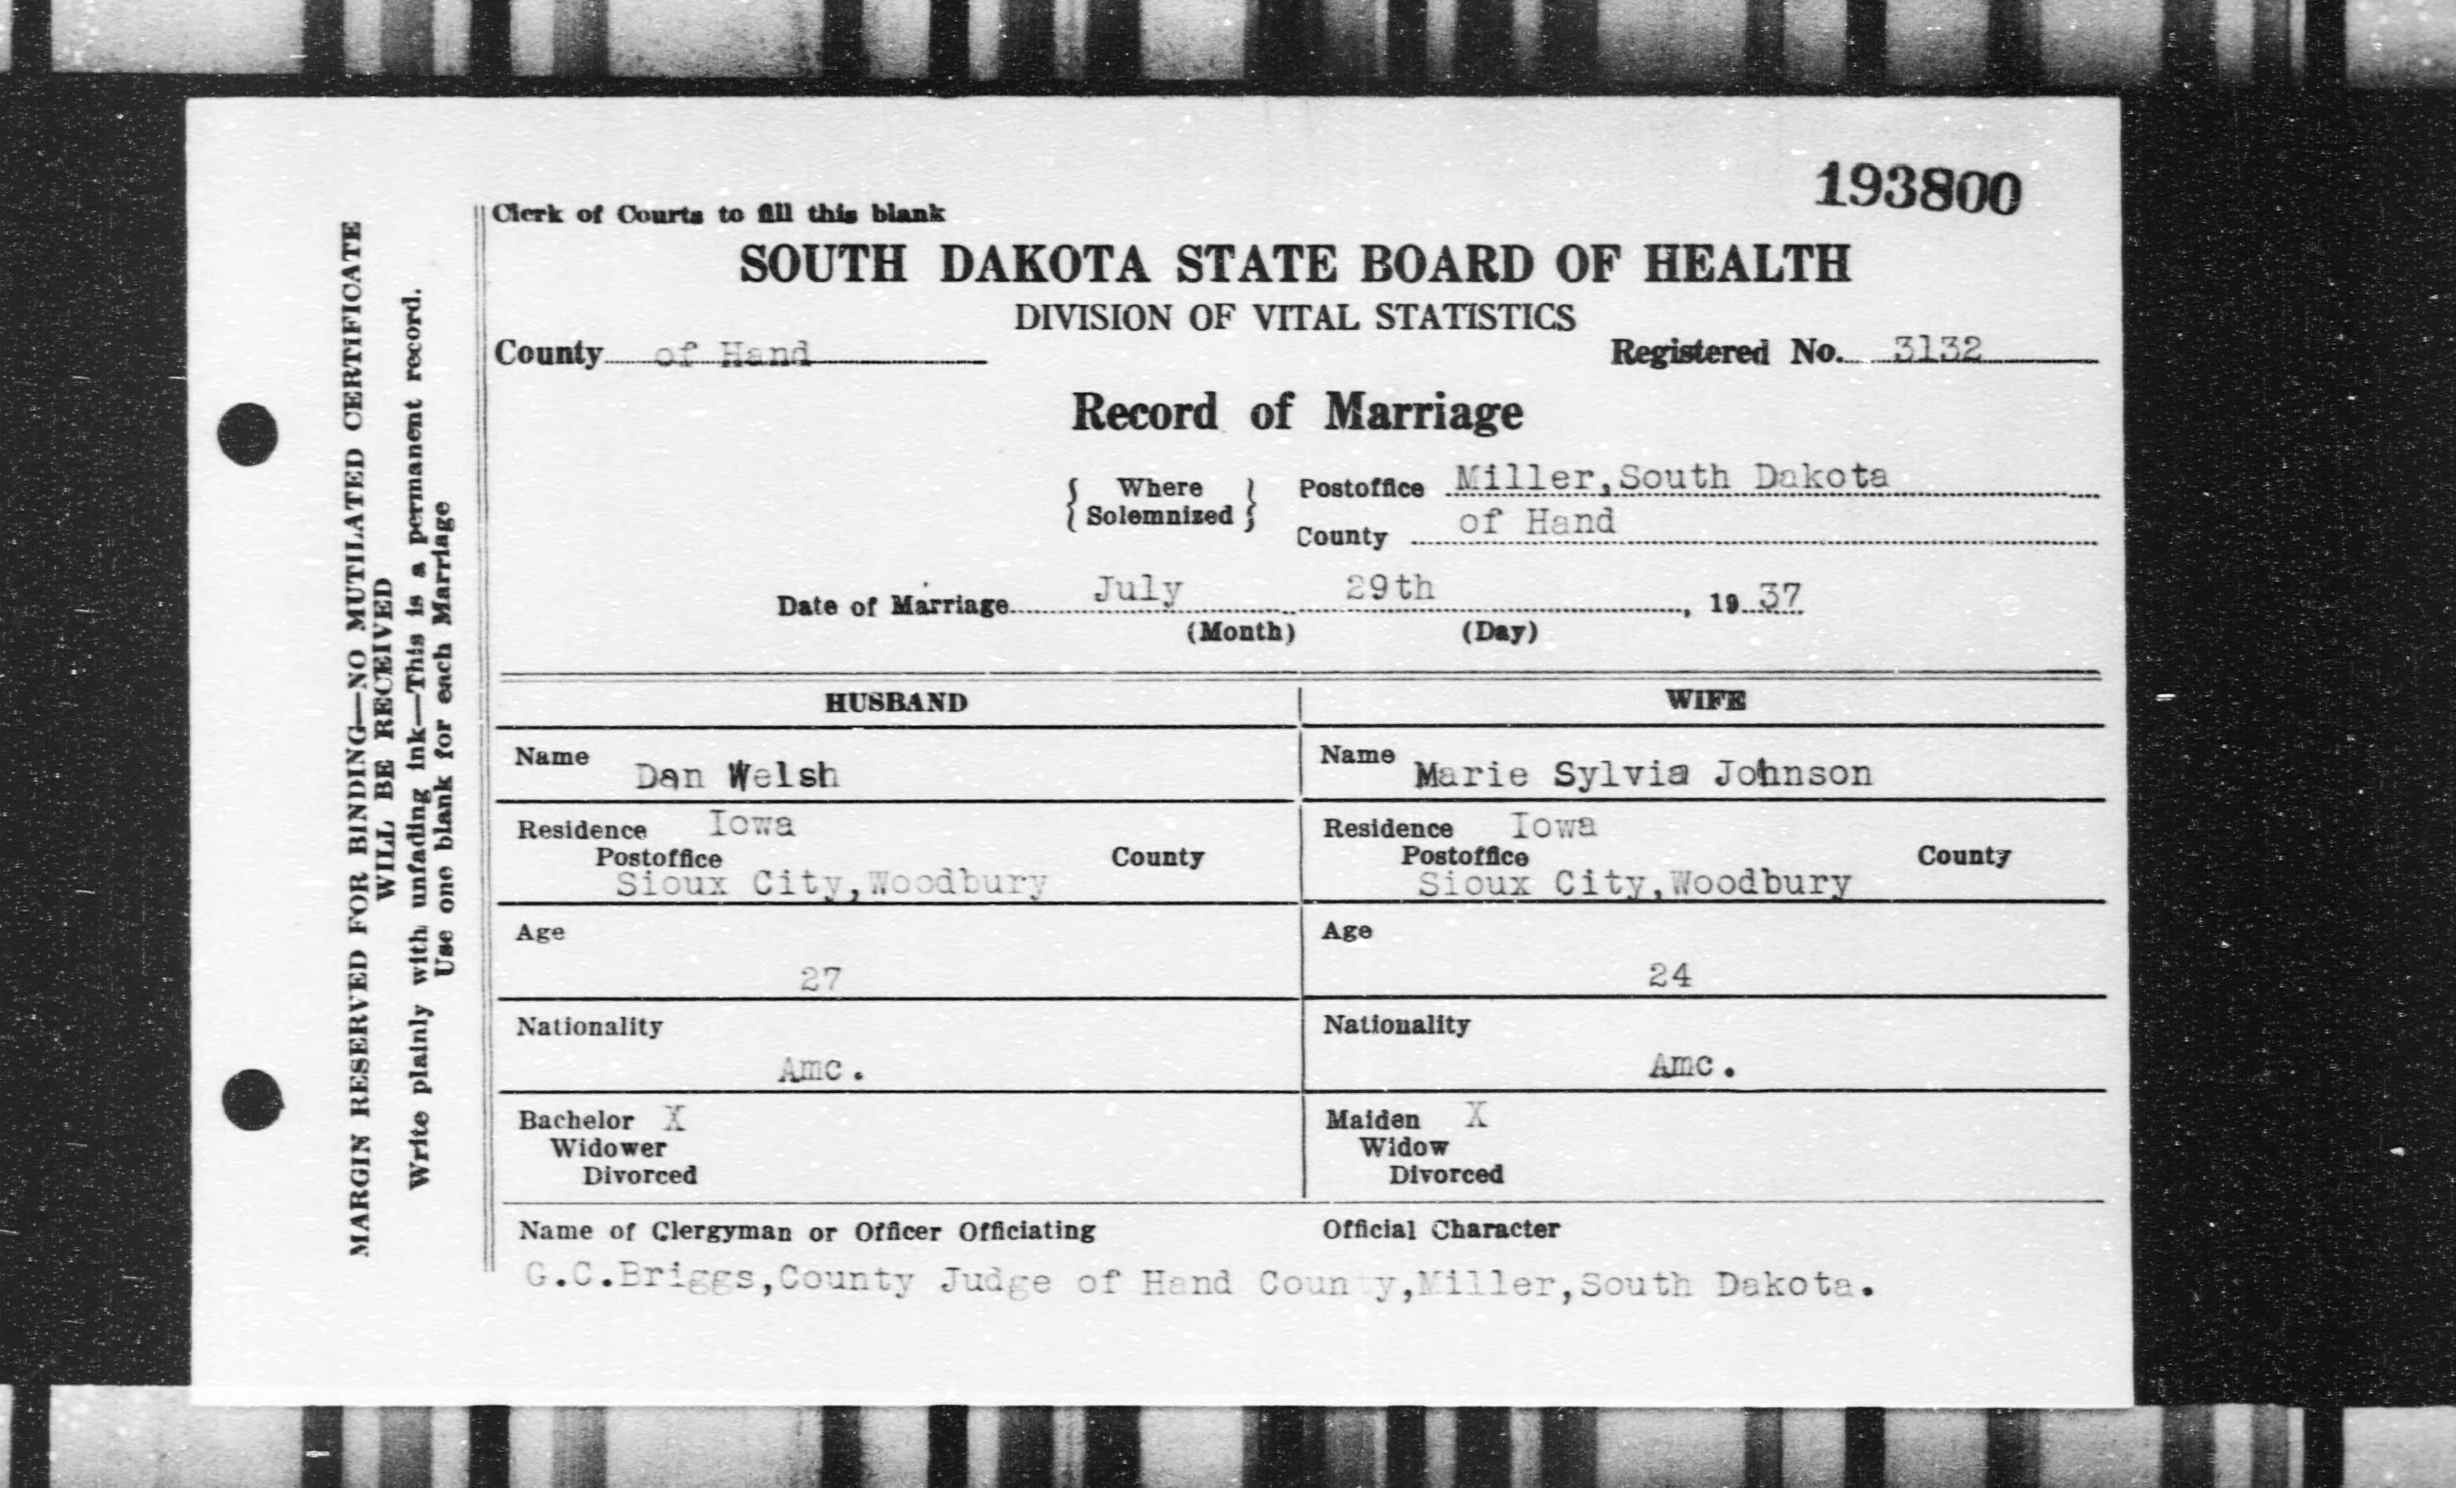 193800
Clerk of Courts to fill this blank
SOUTH DAKOTA STATE BOARD OF HEALTH
DIVISION OF VITAL STATISTICS
County of Hand Registered No. 3132
Record of Marriage
{ Where Solemnized } Postoffice Miller,South Dakota
County of Hand
Date of Marriage July 29th, 1937
(Month) (Day)
HUSBAND WIFE
Name Dan Welsh Name Marie Sylvia Johnson
Residence Iowa Residence Iowa
Postoffice County Postoffice County
Sioux City,Woodbury Sioux City,Woodbury
Age Age
27 24
Nationality Nationality
Amc. Amc.
Bachelor X Maiden X
Widower Widow
Divorced Divorced
Name of Clergyman or Officer Officiating Official Character
G.C.Briggs,County Judge of Hand County,Miller,South Dakota.
MARGIN RESERVED FOR BINDING—NO MUTILATED CERTIFICATE
WILL BE RECEIVED
Write plainly with unfading ink—This is a permanent record.
Use one blank for each Marriage